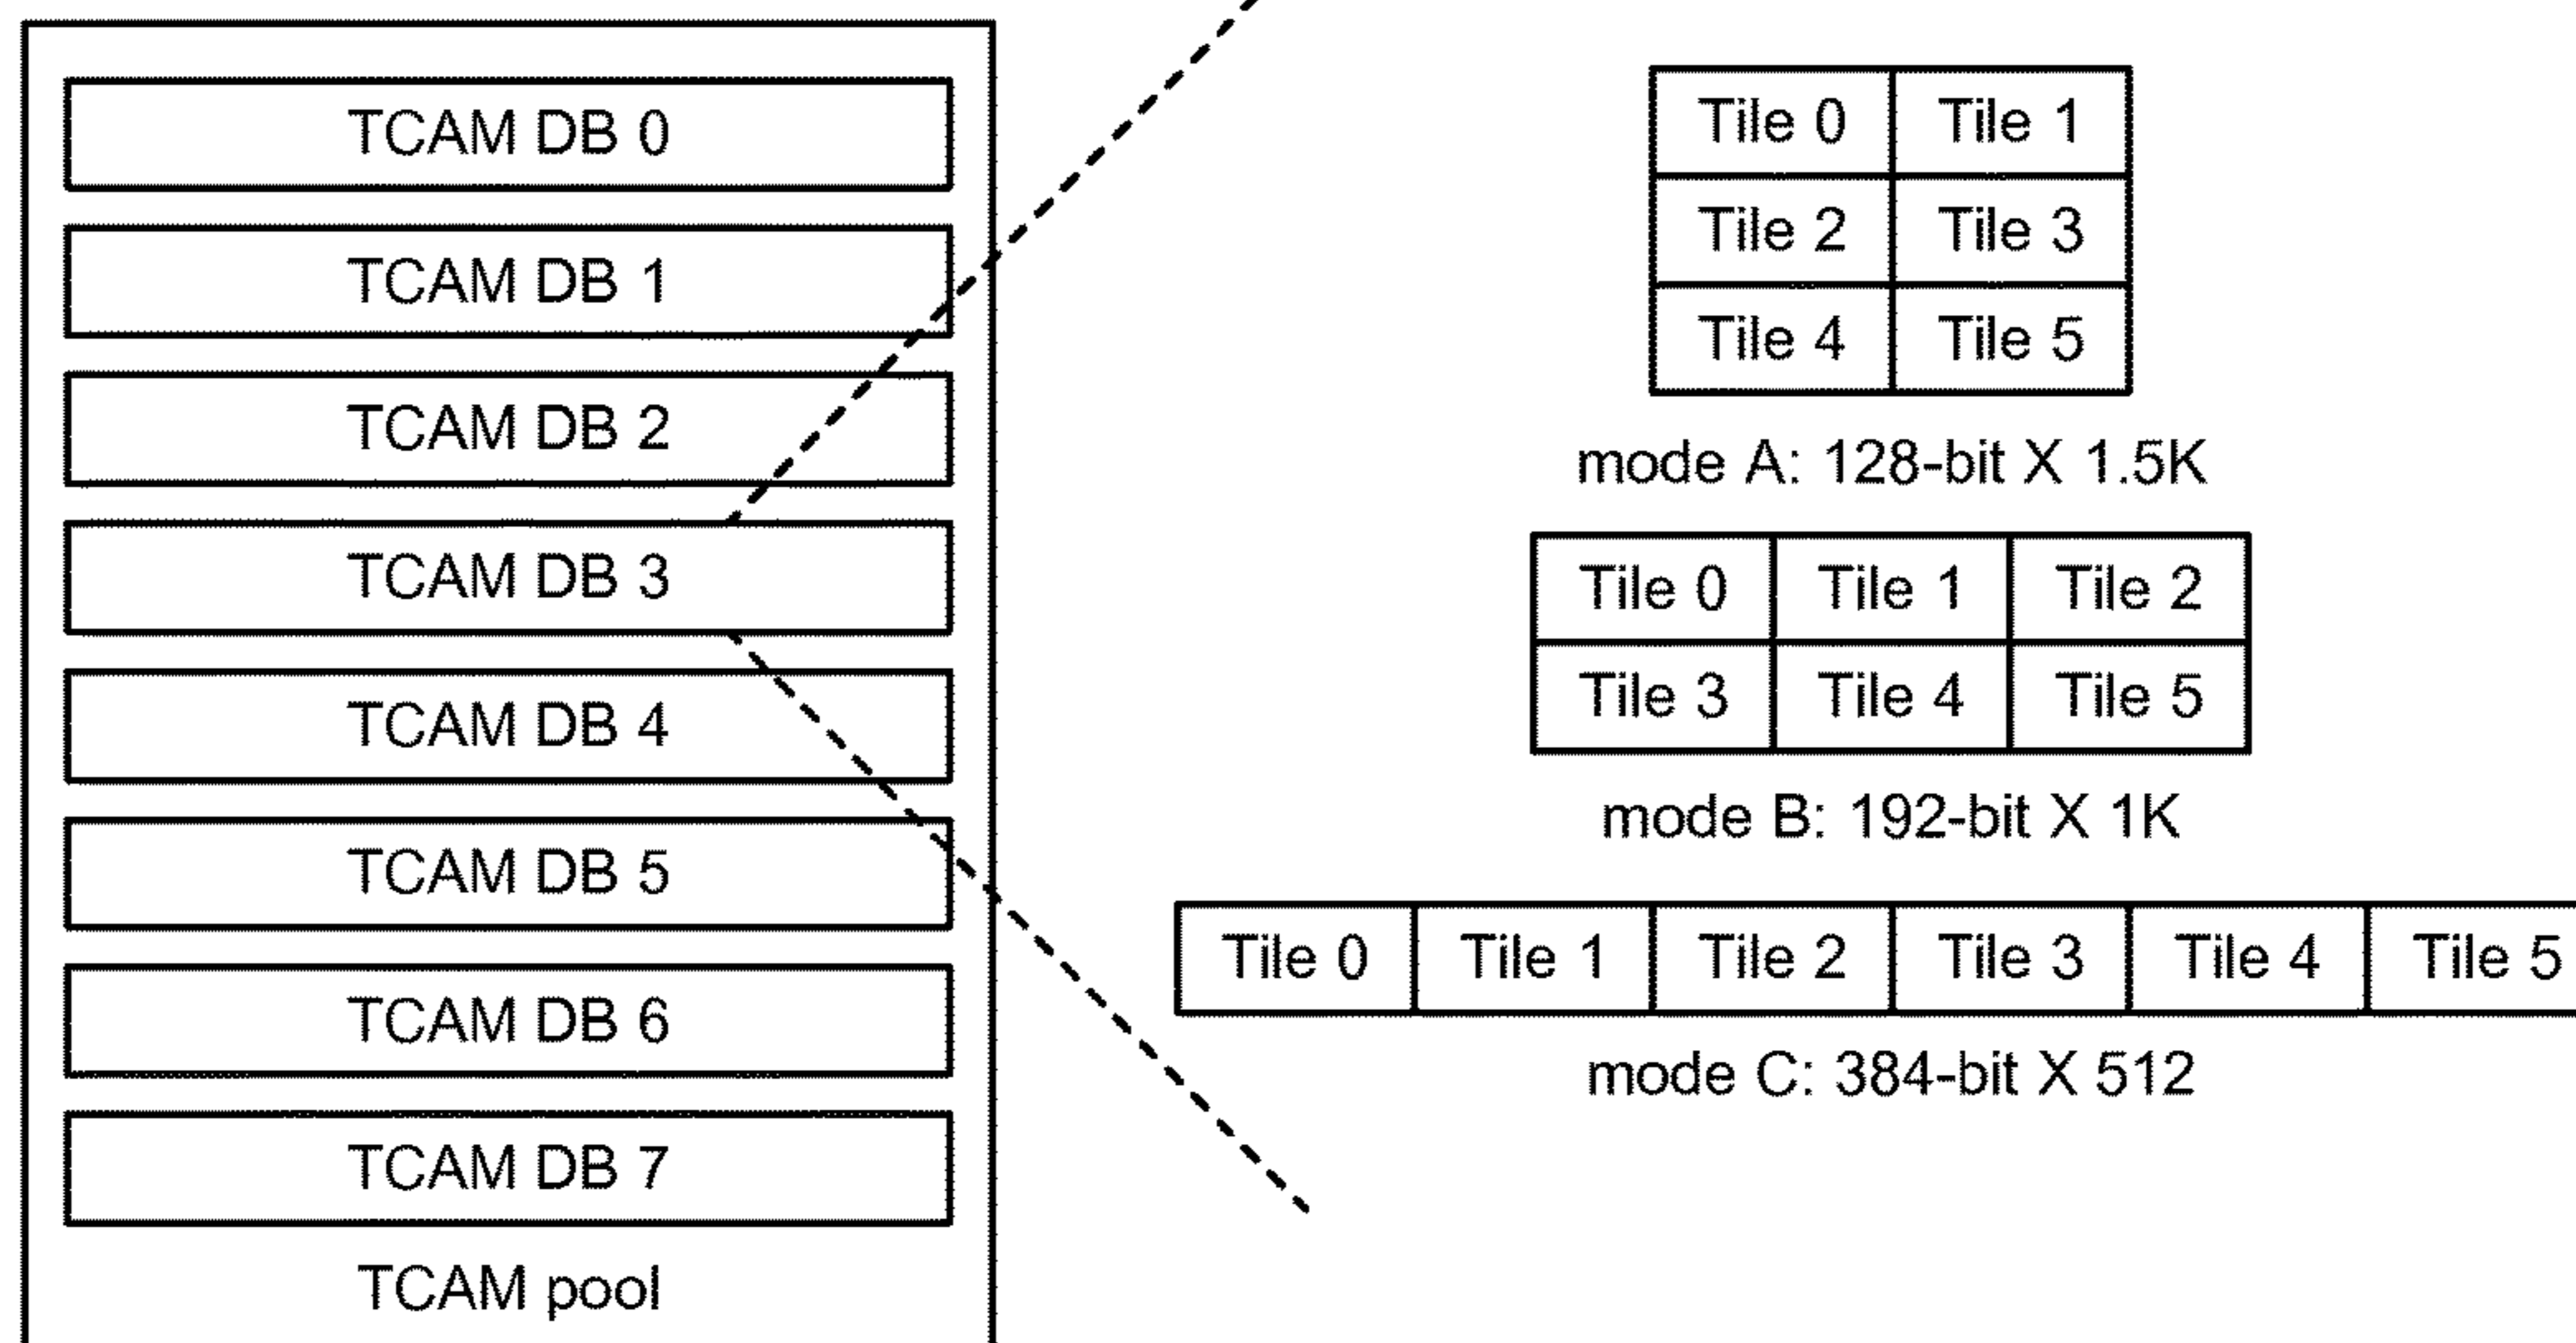 TCAM DB 0
TCAM DB 1
TCAM DB 2
TCAM DB 3
TCAM DB 4
TCAM DB 5
TCAM DB 6
TCAM DB 7
TCAM pool
Tile 0 Tile 1
Tile 2 Tile 3
Tile 4 Tile 5
mode A: 128-bit X 1.5K
Tile 0 Tile 1 Tile 2
Tile 3 Tile 4 Tile 5
mode B: 192-bit X 1K
Tile 0 Tile 1 Tile 2 Tile 3 Tile 4 Tile 5
mode C: 384-bit X 512